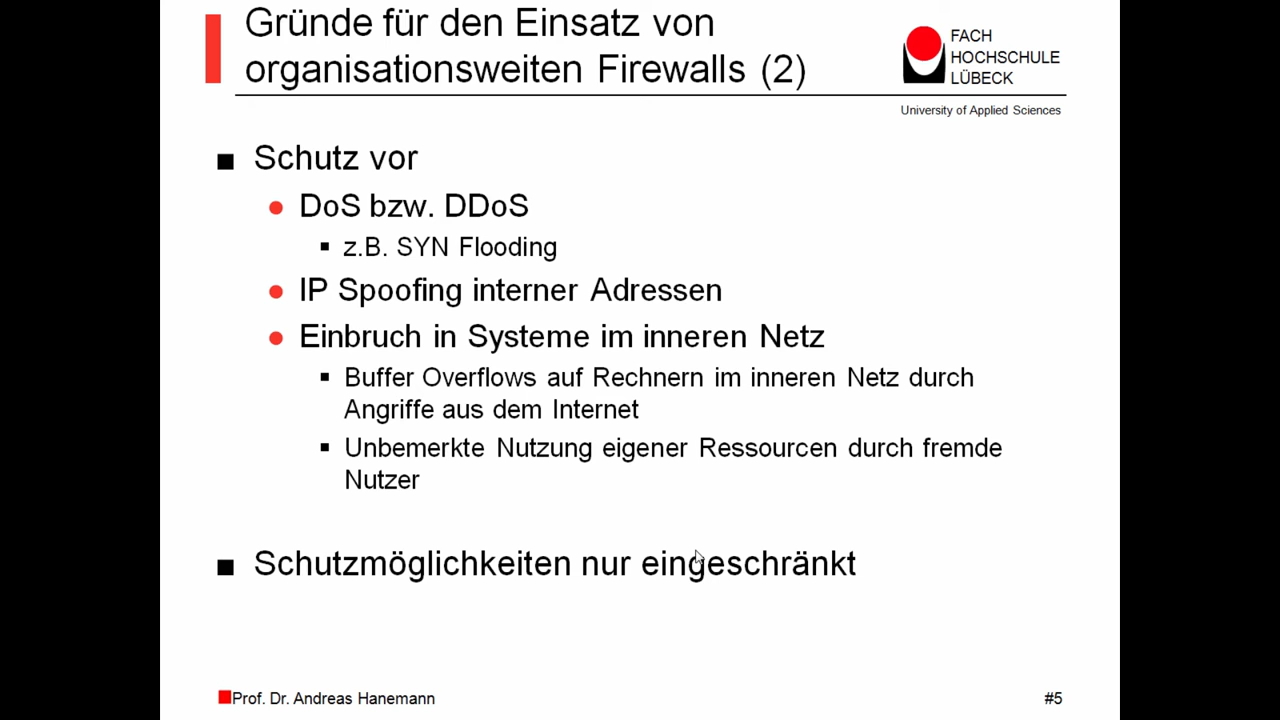 Gründe für den Einsatz von
organisationsweiten Firewalls (2)
FACH
HOCHSCHULE
LÜBECK
University of Applied Sciences
Schutz vor
DoS bzw. DDoS
z.B. SYN Flooding
IP Spoofing interner Adressen
Einbruch in Systeme im inneren Netz
Buffer Overflows auf Rechnern im inneren Netz durch
Angriffe aus dem Internet
Unbemerkte Nutzung eigener Ressourcen durch fremde
Nutzer
Schutzmöglichkeiten nur eingeschränkt
Prof. Dr. Andreas Hanemann
#5